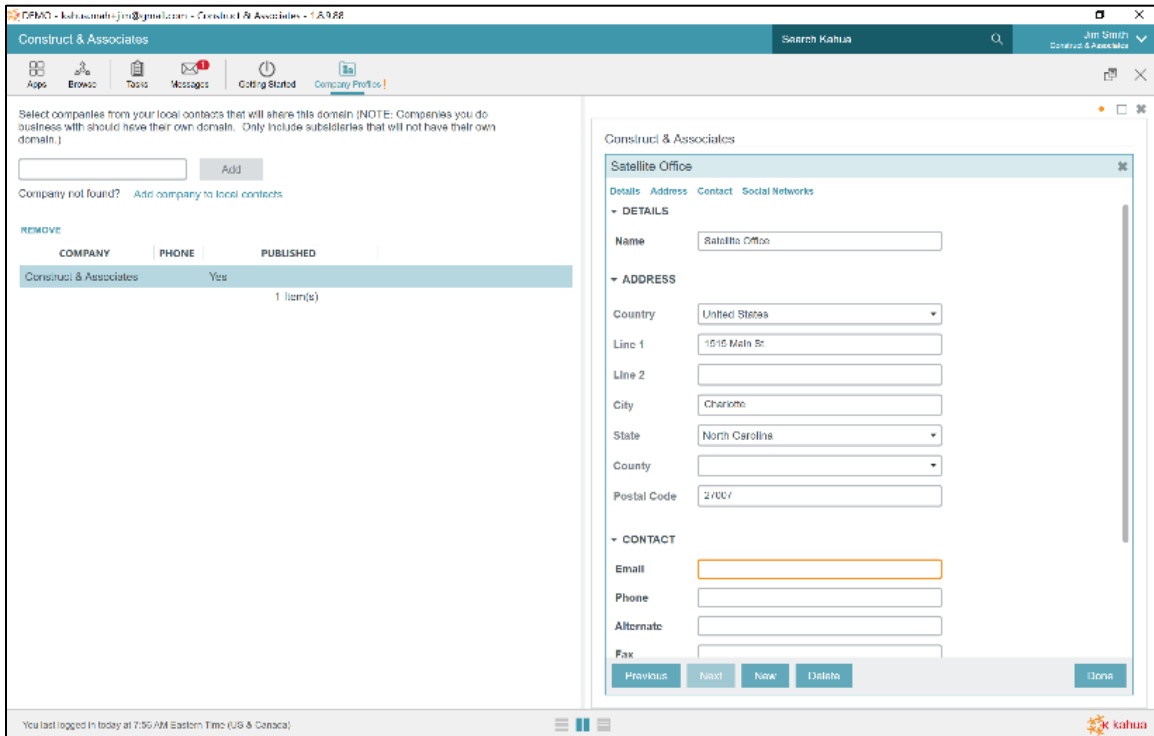 DEMO - kahua.mah+jim@gmail.com - Construct & Associates - 1.8.9.88
Construct & Associates
Search Kahua
Jim Smith
Construct & Associates
Apps
Browse
Tasks
Messages
1
Getting Started
Company Profiles !
Select companies from your local contacts that will share this domain (NOTE: Companies you do
business with should have their own domain. Only include subsidiaries that will not have their own
domain.)
Add
Company not found? Add company to local contacts
REMOVE
COMPANY PHONE PUBLISHED
Construct & Associates Yes
1 Item(s)
Construct & Associates
Satellite Office
Details Address Contact Social Networks
DETAILS
Name Satellite Office
ADDRESS
Country United States
Line 1 1515 Main St.
Line 2
City Charlotte
State North Carolina
County
Postal Code 27007
CONTACT
Email
Phone
Alternate
Fax
Previous Next New Delete Done
You last logged in today at 7:56 AM Eastern Time (US & Canada)
kahua